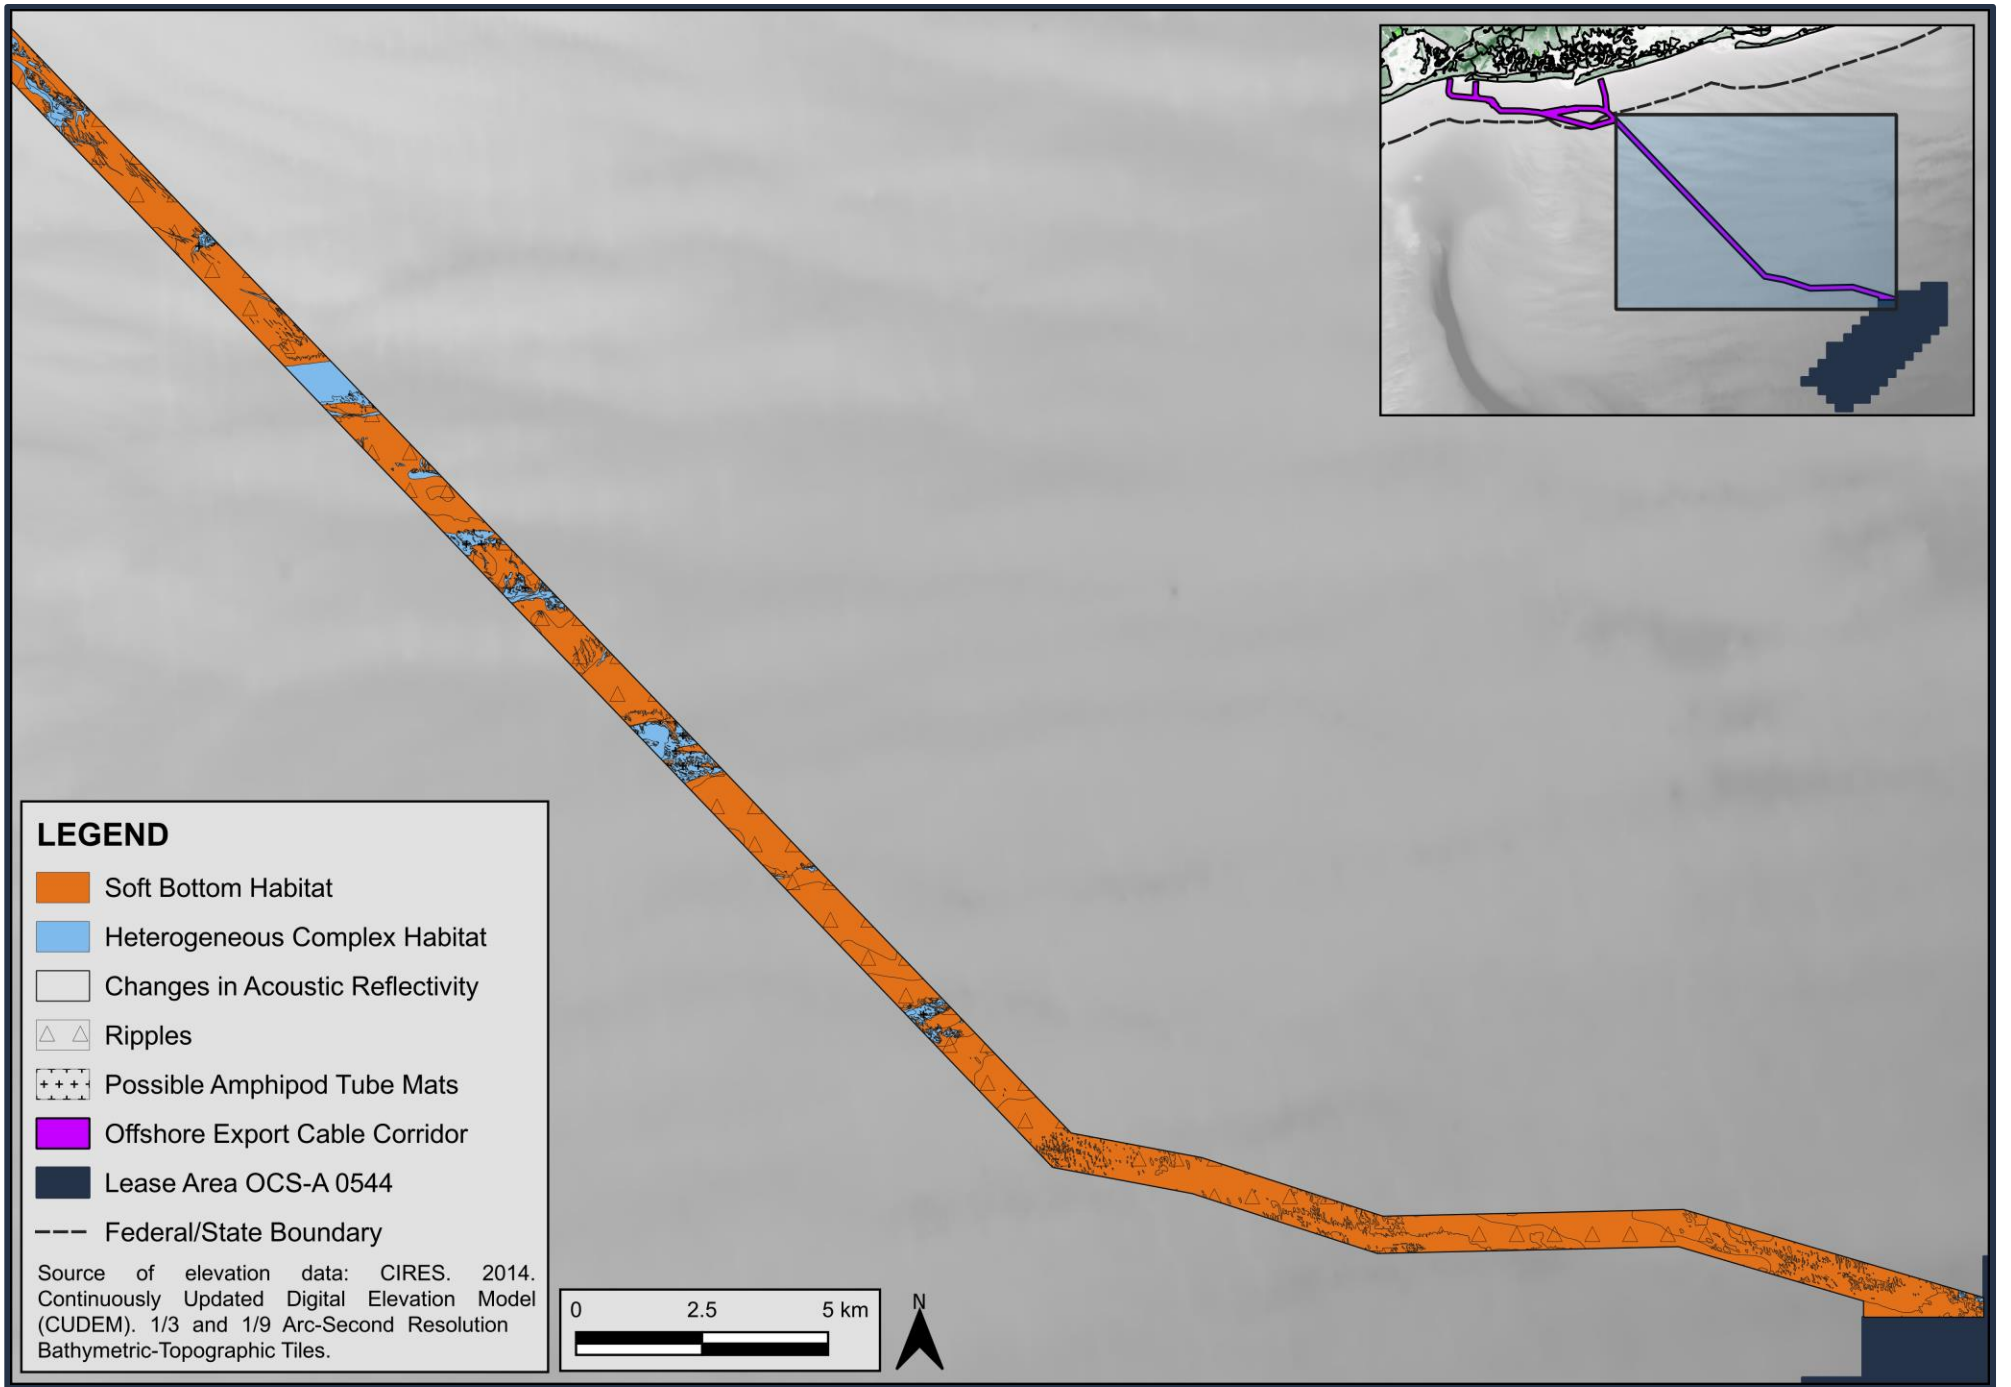 LEGEND
Soft Bottom Habitat
Heterogeneous Complex Habitat
Changes in Acoustic Reflectivity
Ripples
Possible Amphipod Tube Mats
Offshore Export Cable Corridor
Lease Area OCS-A 0544
Federal/State Boundary
Source of elevation data: CIRES. 2014.
Continuously Updated Digital Elevation Model
(CUDEM). 1/3 and 1/9 Arc-Second Resolution
Bathymetric-Topographic Tiles.
0 2.5 5 km
N